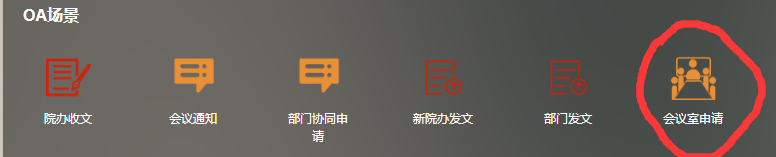 OA场景
院办收文
会议通知
部门协同申
请
新院办发文
部门发文
会议室申请